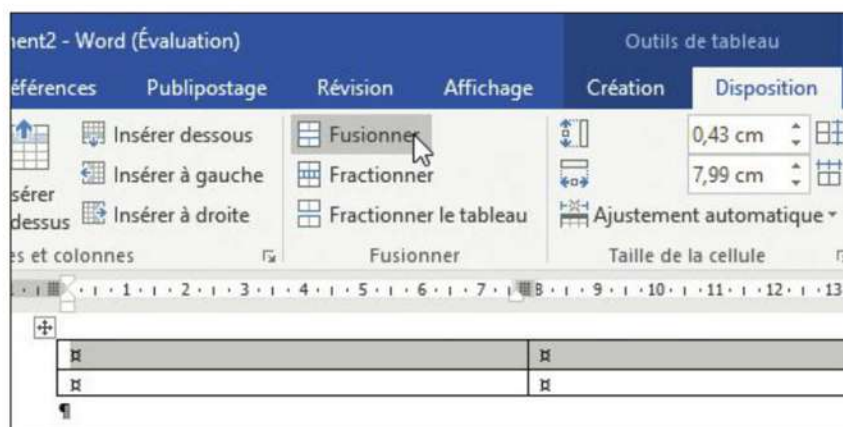 ment2 - Word (Évaluation)
Outils de tableau
éférences Publipostage Révision Affichage Création Disposition
Insérer dessous
Insérer à gauche
Insérer à droite
sérer
dessus
Fusionner
Fractionner
Fractionner le tableau
0,43 cm
7,99 cm
Ajustement automatique
s et colonnes
Fusionner
Taille de la cellule
1 2 3 4 5 6 7 8 9 10 11 12 13
¤ ¤
¤ ¤
¶